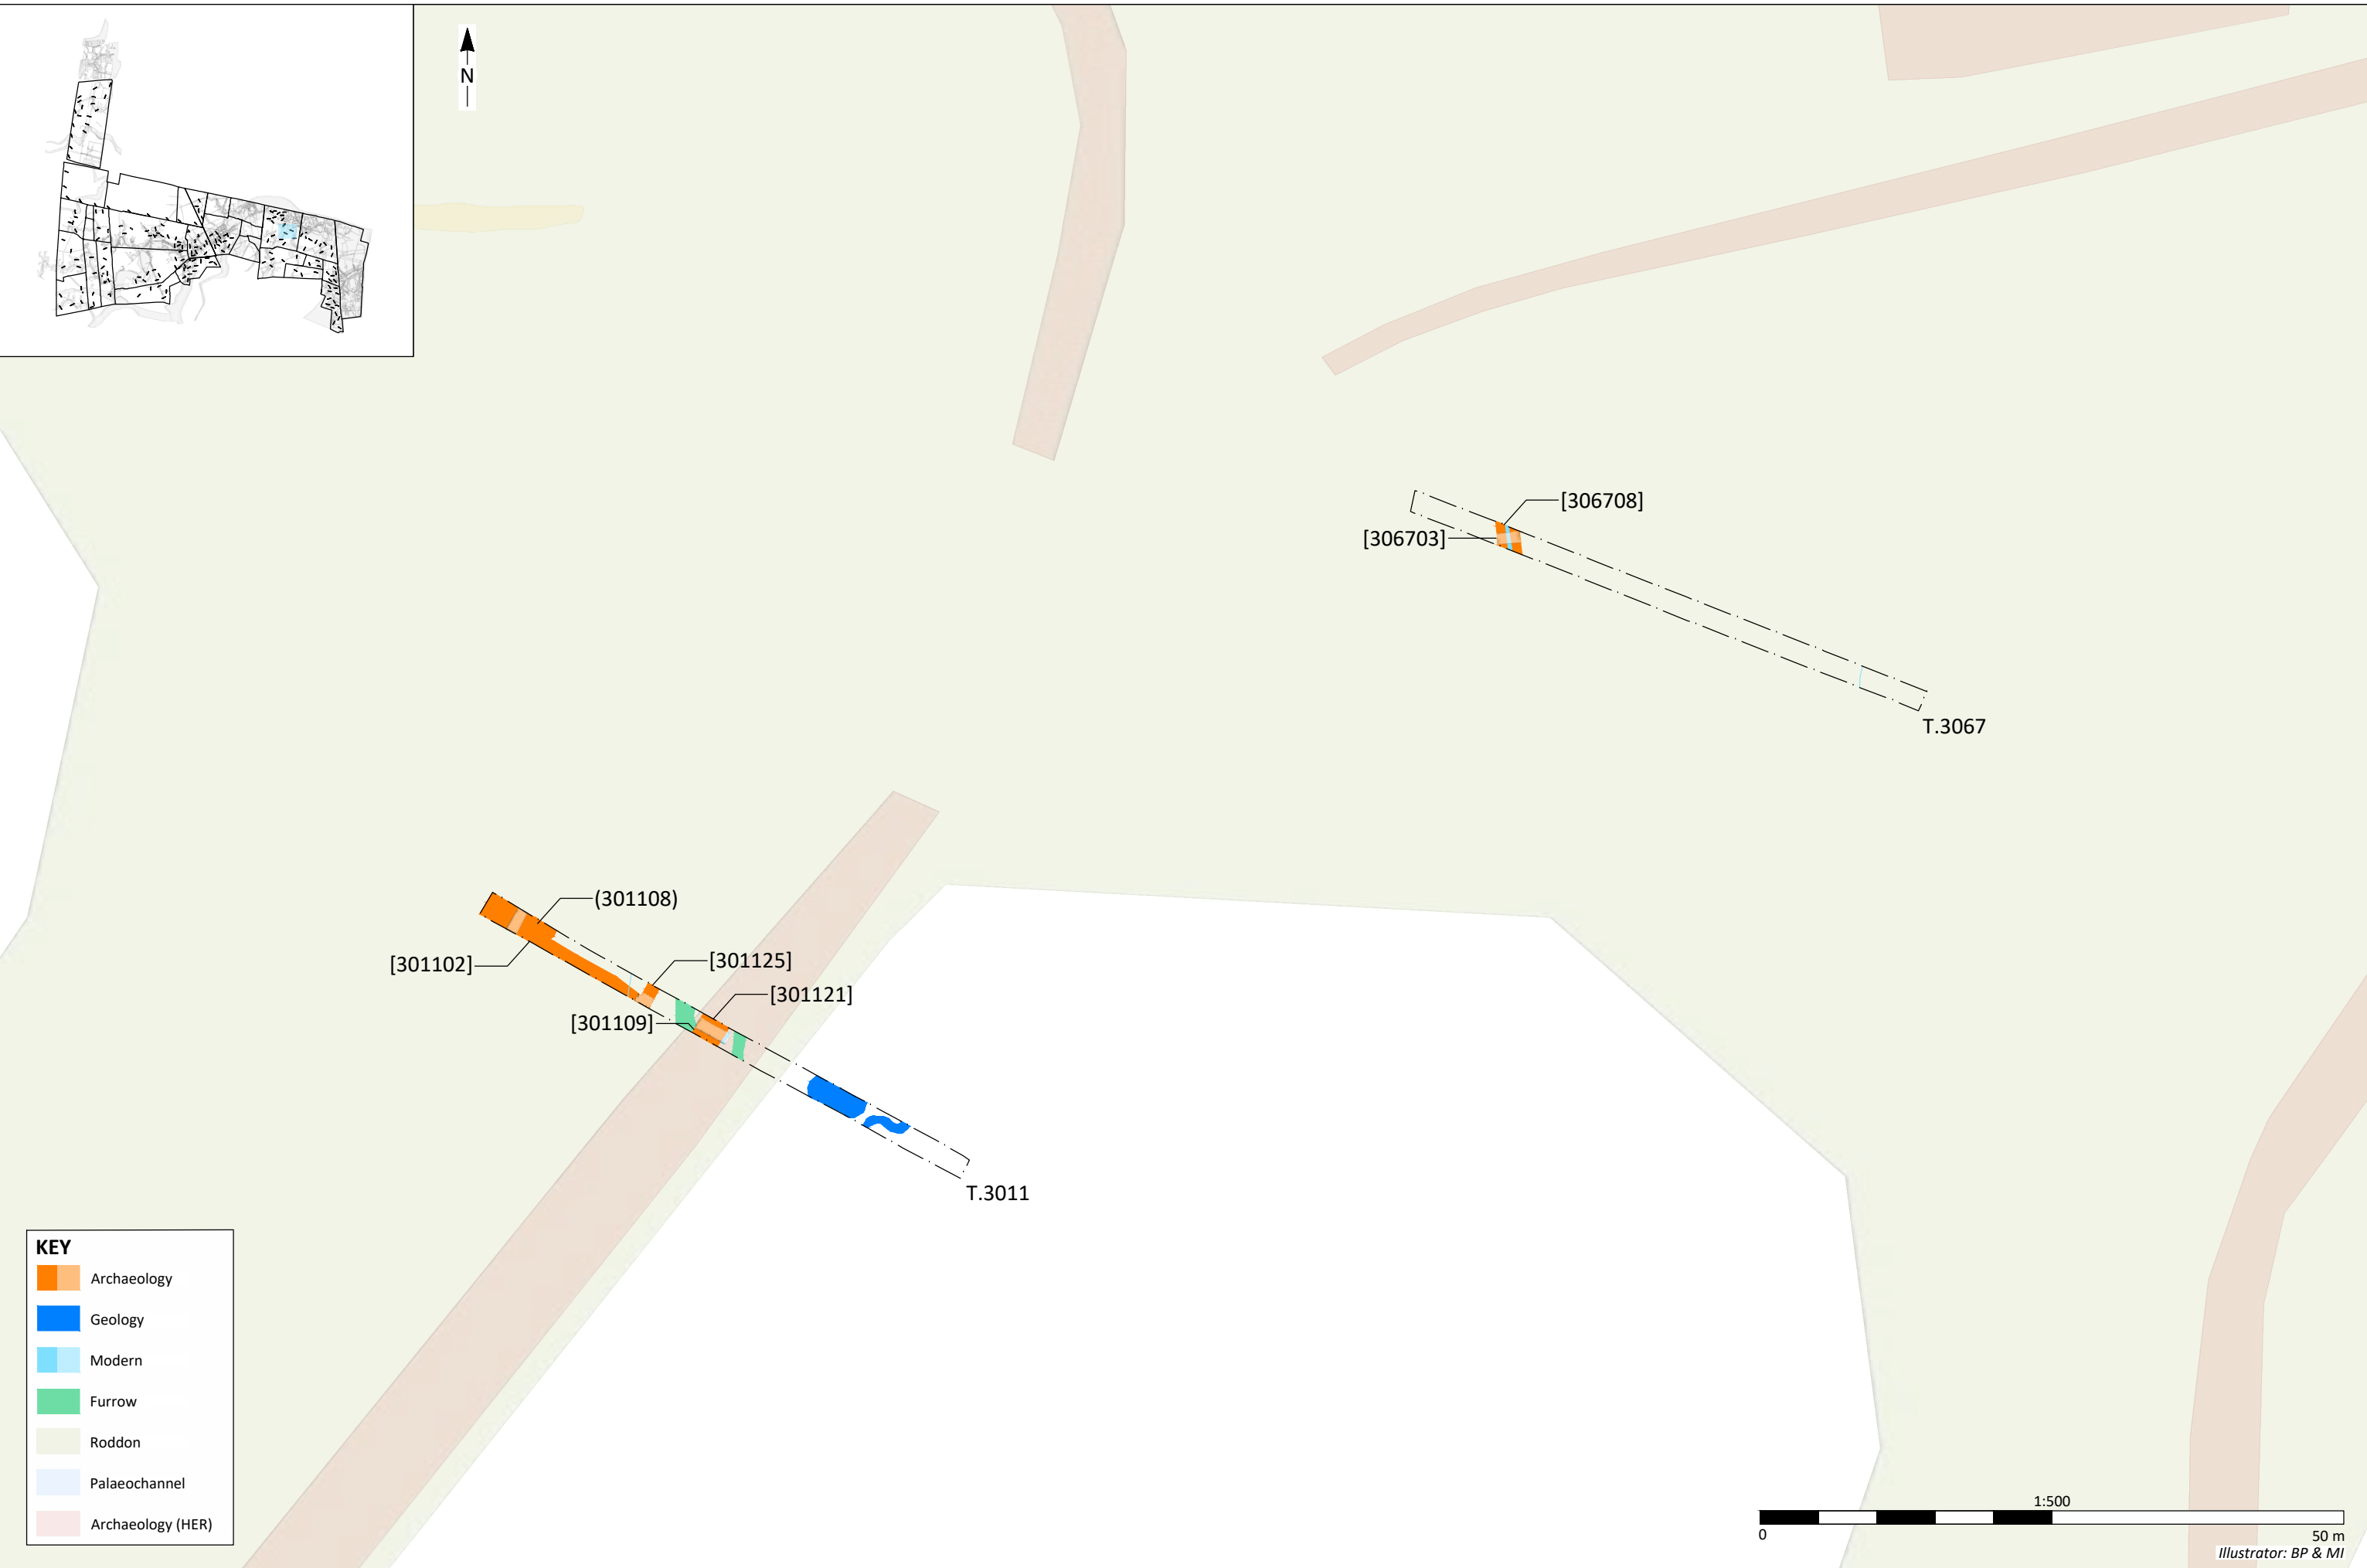 N
[306708]
[306703]
T.3067
(301108)
[301102]
[301125]
[301121]
[301109]
T.3011
KEY
Archaeology
Geology
Modern
Furrow
Roddon
Palaeochannel
Archaeology (HER)
1:500
0 50 m
Illustrator: BP & MI